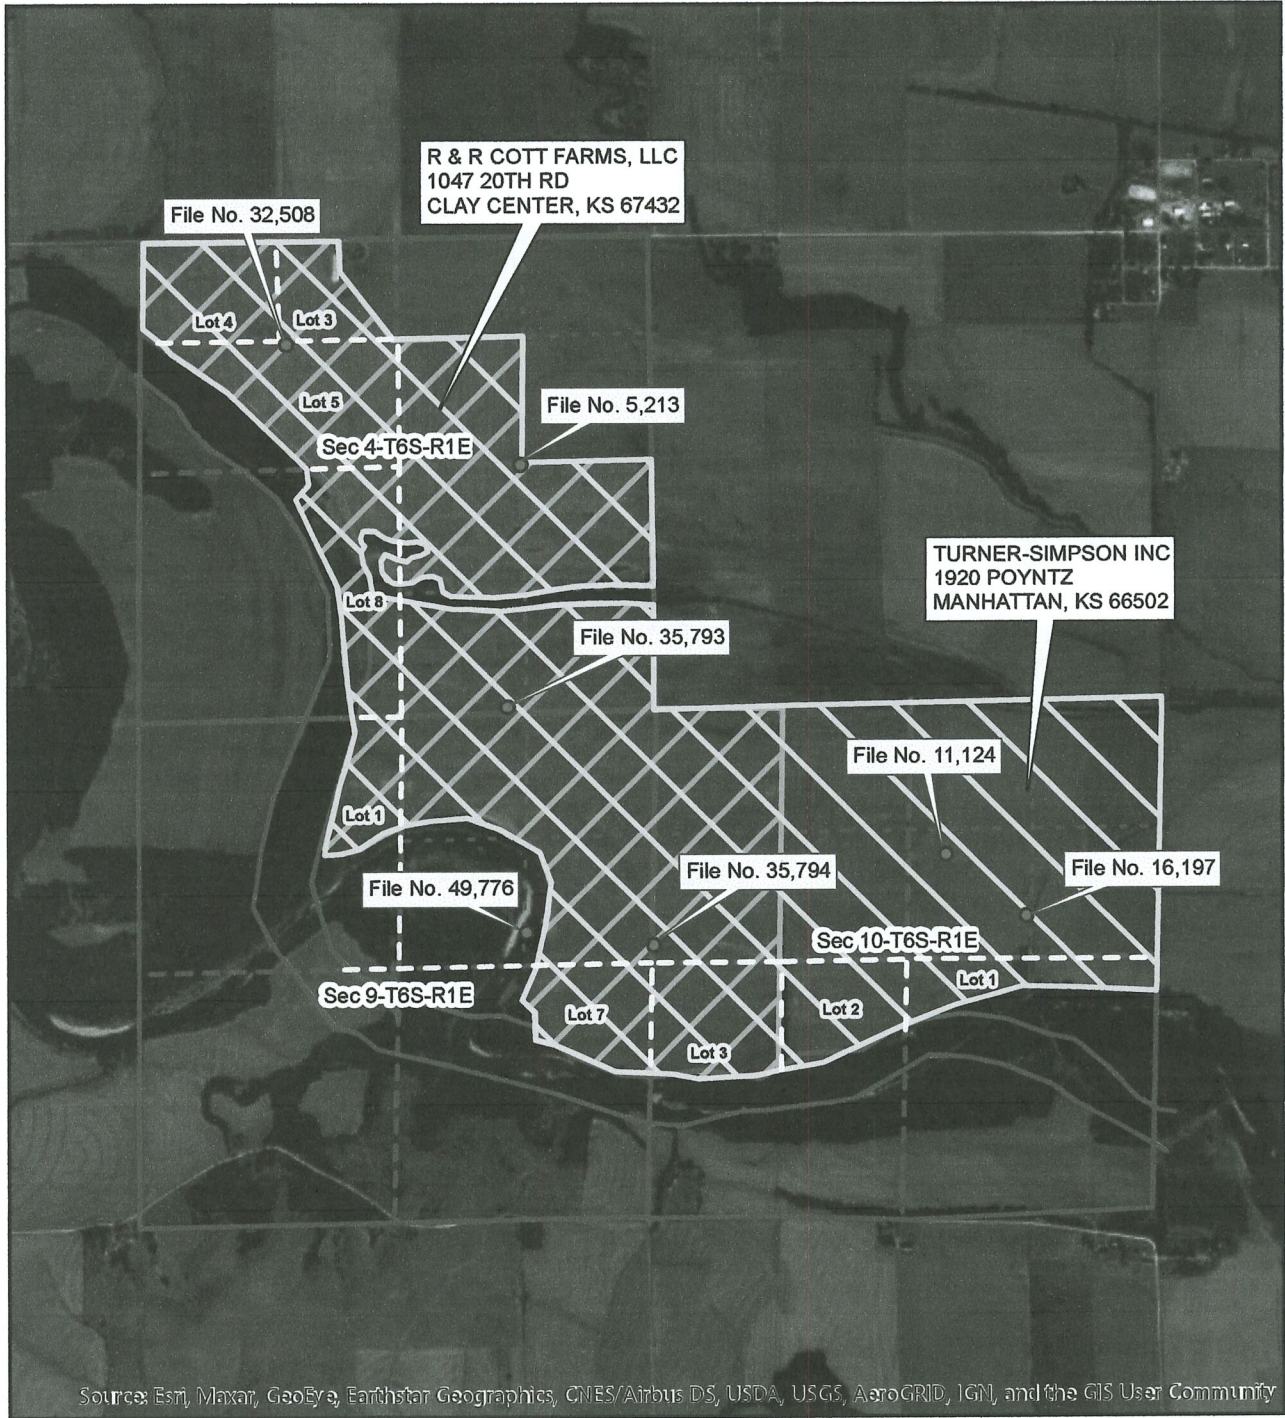 R & R COTT FARMS, LLC
1047 20TH RD
CLAY CENTER, KS 67432
File No. 32,508
Lot 4
Lot 3
Lot 5
File No. 5,213
Sec 4-T6S-R1E
TURNER-SIMPSON INC
1920 POYNTZ
MANHATTAN, KS 66502
Lot 8
File No. 35,793
File No. 11,124
Lot 1
File No. 35,794
File No. 16,197
File No. 49,776
Sec 10-T6S-R1E
Sec 9-T6S-R1E
Lot 1
Lot 2
Lot 7
Lot 3
Source: Esri, Maxar, GeoEye, Earthstar Geographics, CNES/Airbus DS, USDA, USGS, AeroGRID, IGN, and the GIS User Community